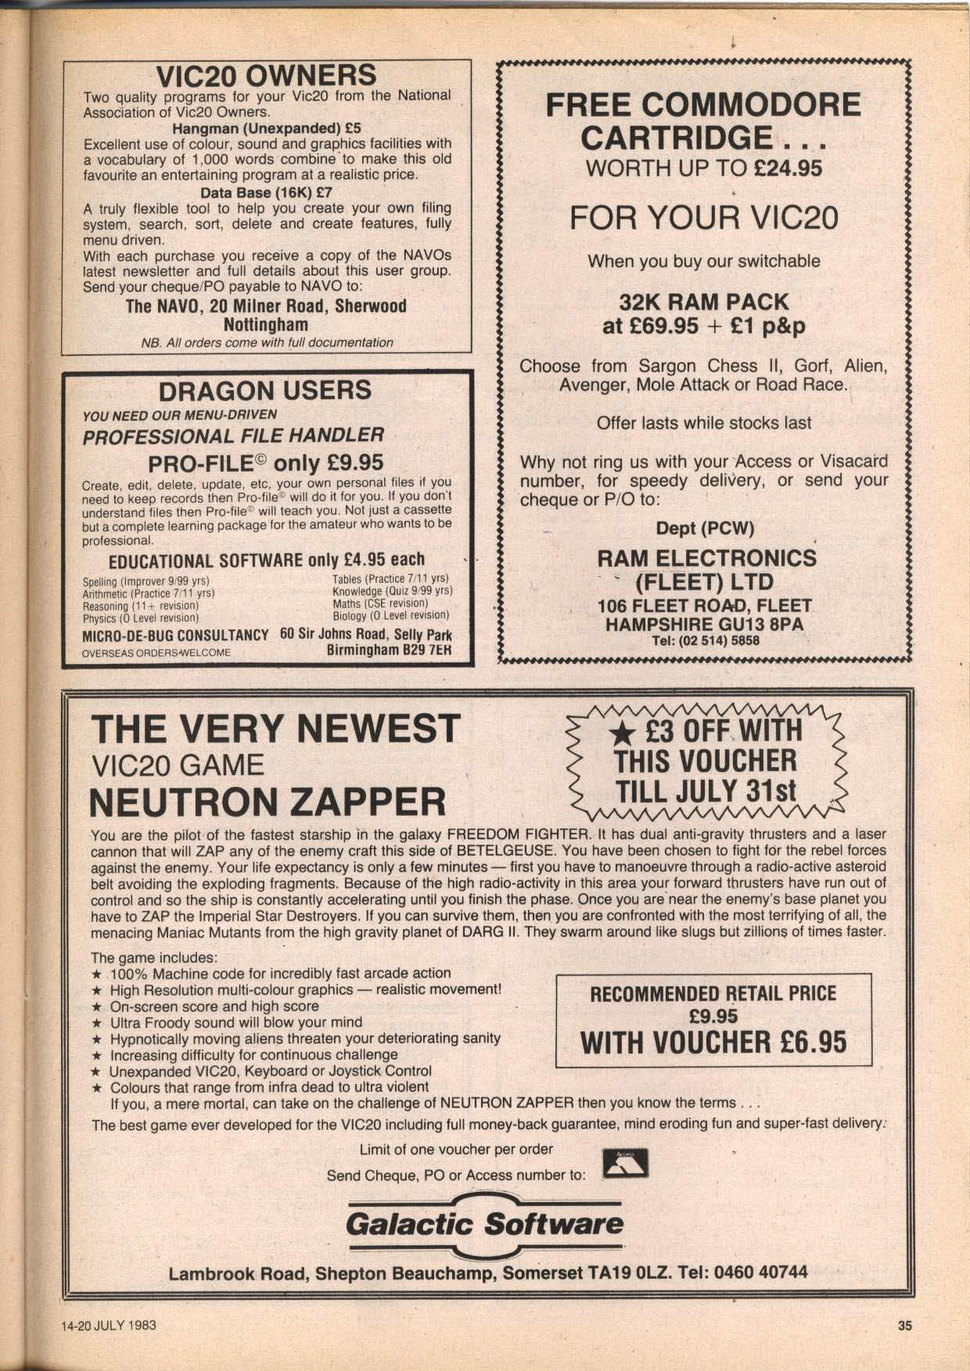 VIC20 OWNERS
Two quality programs for your Vic20 from the National
Association of Vic20 Owners.
Hangman (Unexpanded) £5
Excellent use of colour, sound and graphics facilities with
a vocabulary of 1,000 words combine to make this old
favourite an entertaining program at a realistic price.
Data Base (16K) £7
A truly flexible tool to help you create your own filing
system, search, sort, delete and create features, fully
menu driven.
With each purchase you receive a copy of the NAVOs
latest newsletter and full details about this user group.
Send your cheque/PO payable to NAVO to:
The NAVO, 20 Milner Road, Sherwood
Nottingham
NB. All orders come with full documentation
DRAGON USERS
YOU NEED OUR MENU-DRIVEN
PROFESSIONAL FILE HANDLER
PRO-FILE© only £9.95
Create, edit, delete, update, etc, your own personal files if you
need to keep records then Pro-file© will do it for you. If you don't
understand files then Pro-file© will teach you. Not just a cassette
but a complete learning package for the amateur who wants to be
professional.
EDUCATIONAL SOFTWARE only £4.95 each
Spelling (Improver 9/99 yrs) Tables (Practice 7/11 yrs)
Arithmetic (Practice 7/11 yrs) Knowledge (Quiz 9/99 yrs)
Reasoning (11+ revision) Maths (CSE revision)
Physics (O Level revision) Biology (O Level revision)
MICRO-DE-BUG CONSULTANCY 60 Sir Johns Road, Selly Park
OVERSEAS ORDERS WELCOME Birmingham B29 7ER
FREE COMMODORE
CARTRIDGE . . .
WORTH UP TO £24.95
FOR YOUR VIC20
When you buy our switchable
32K RAM PACK
at £69.95 + £1 p&p
Choose from Sargon Chess II, Gorf, Alien,
Avenger, Mole Attack or Road Race.
Offer lasts while stocks last
Why not ring us with your Access or Visacard
number, for speedy delivery, or send your
cheque or P/O to:
Dept (PCW)
RAM ELECTRONICS
(FLEET) LTD
106 FLEET ROAD, FLEET
HAMPSHIRE GU13 8PA
Tel: (02 514) 5858
THE VERY NEWEST
VIC20 GAME
NEUTRON ZAPPER
★ £3 OFF WITH
THIS VOUCHER
TILL JULY 31st
You are the pilot of the fastest starship in the galaxy FREEDOM FIGHTER. It has dual anti-gravity thrusters and a laser
cannon that will ZAP any of the enemy craft this side of BETELGEUSE. You have been chosen to fight for the rebel forces
against the enemy. Your life expectancy is only a few minutes — first you have to manoeuvre through a radio-active asteroid
belt avoiding the exploding fragments. Because of the high radio-activity in this area your forward thrusters have run out of
control and so the ship is constantly accelerating until you finish the phase. Once you are near the enemy's base planet you
have to ZAP the Imperial Star Destroyers. If you can survive them, then you are confronted with the most terrifying of all, the
menacing Maniac Mutants from the high gravity planet of DARG II. They swarm around like slugs but zillions of times faster.
The game includes:
★ 100% Machine code for incredibly fast arcade action
★ High Resolution multi-colour graphics — realistic movement!
★ On-screen score and high score
★ Ultra Froody sound will blow your mind
★ Hypnotically moving aliens threaten your deteriorating sanity
★ Increasing difficulty for continuous challenge
★ Unexpanded VIC20, Keyboard or Joystick Control
★ Colours that range from infra dead to ultra violent
If you, a mere mortal, can take on the challenge of NEUTRON ZAPPER then you know the terms . . .
RECOMMENDED RETAIL PRICE
£9.95
WITH VOUCHER £6.95
The best game ever developed for the VIC20 including full money-back guarantee, mind eroding fun and super-fast delivery.
Limit of one voucher per order
Send Cheque, PO or Access number to:
Access
Galactic Software
Lambrook Road, Shepton Beauchamp, Somerset TA19 0LZ. Tel: 0460 40744
14-20 JULY 1983
35